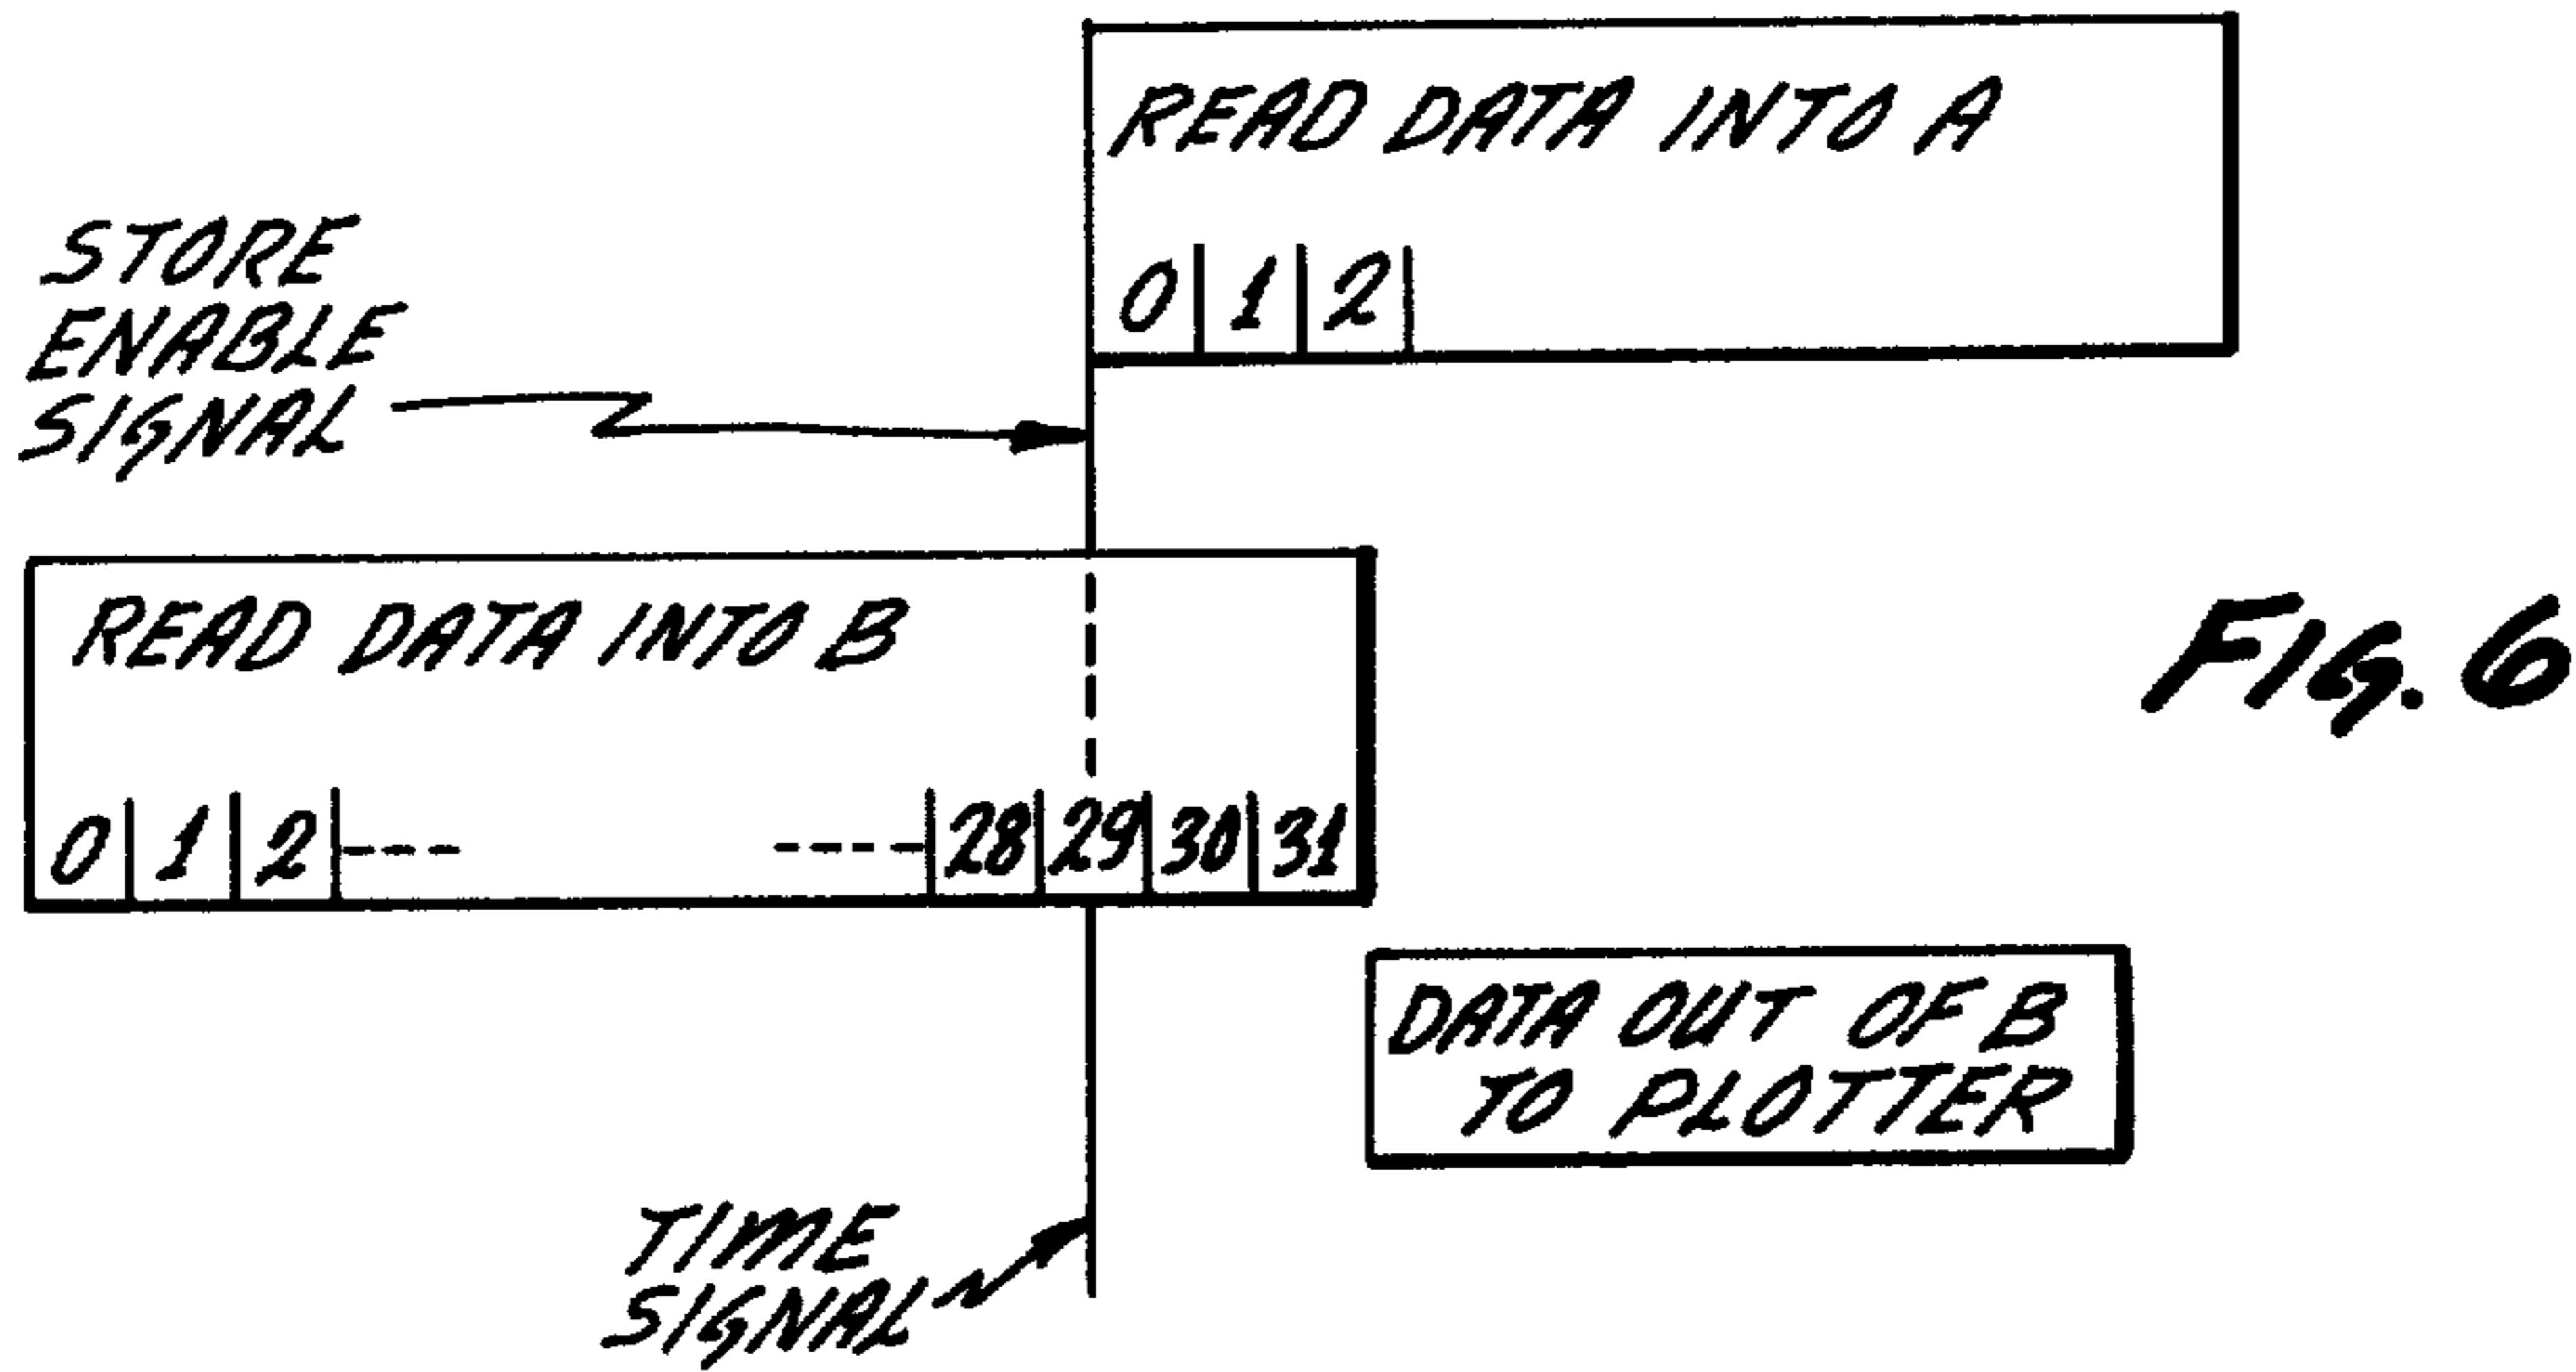 READ DATA INTO A
0 1 2
STORE
ENABLE
SIGNAL
READ DATA INTO B
0 1 2 28 29 30 31
FIG. 6
DATA OUT OF B
TO PLOTTER
TIME
SIGNAL